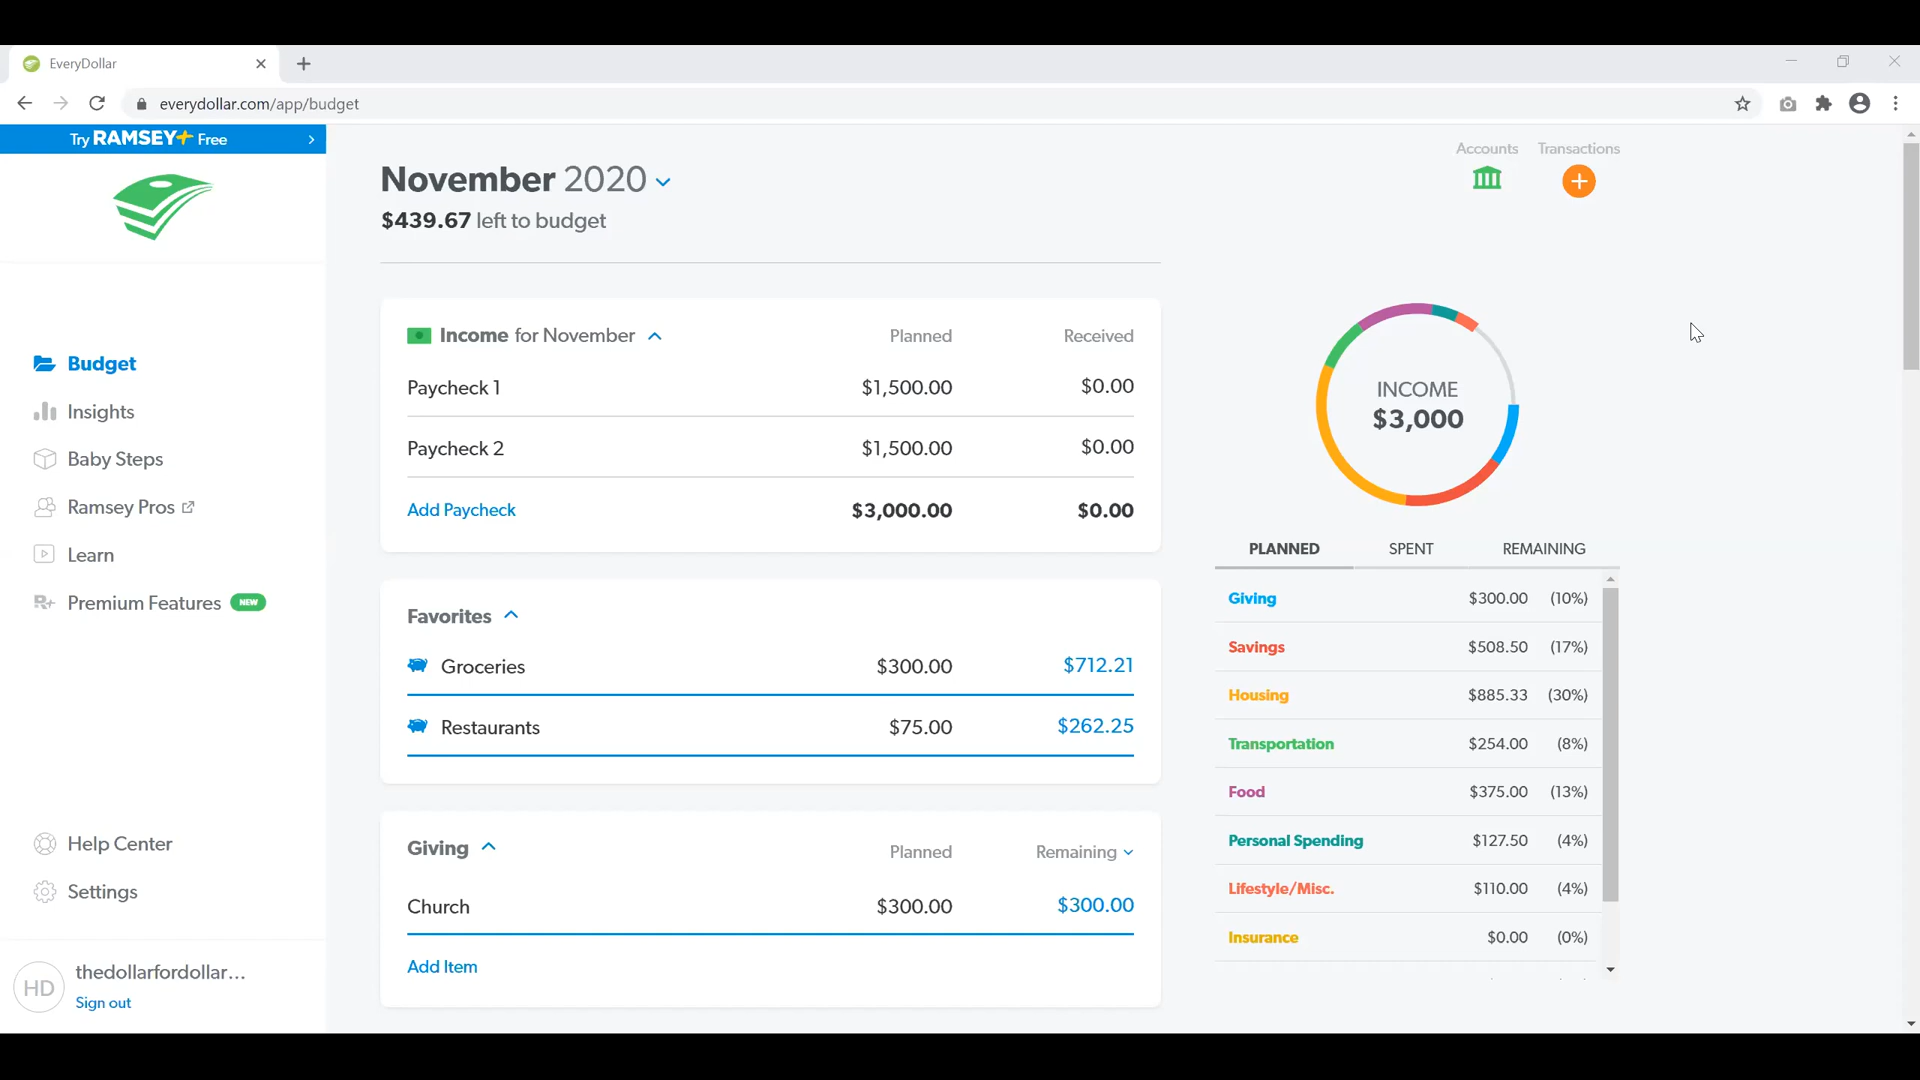 EveryDollar
everydollar.com/app/budget
Try RAMSEY+ Free
Budget
Insights
Baby Steps
Ramsey Pros
Learn
Premium Features NEW
Help Center
Settings
HD
thedollarfordollar...
Sign out
November 2020
$439.67 left to budget
Accounts Transactions
Income for November Planned Received
Paycheck 1 $1,500.00 $0.00
Paycheck 2 $1,500.00 $0.00
Add Paycheck $3,000.00 $0.00
Favorites
Groceries $300.00 $712.21
Restaurants $75.00 $262.25
Giving Planned Remaining
Church $300.00 $300.00
Add Item
INCOME
$3,000
PLANNED SPENT REMAINING
Giving $300.00 (10%)
Savings $508.50 (17%)
Housing $885.33 (30%)
Transportation $254.00 (8%)
Food $375.00 (13%)
Personal Spending $127.50 (4%)
Lifestyle/Misc. $110.00 (4%)
Insurance $0.00 (0%)